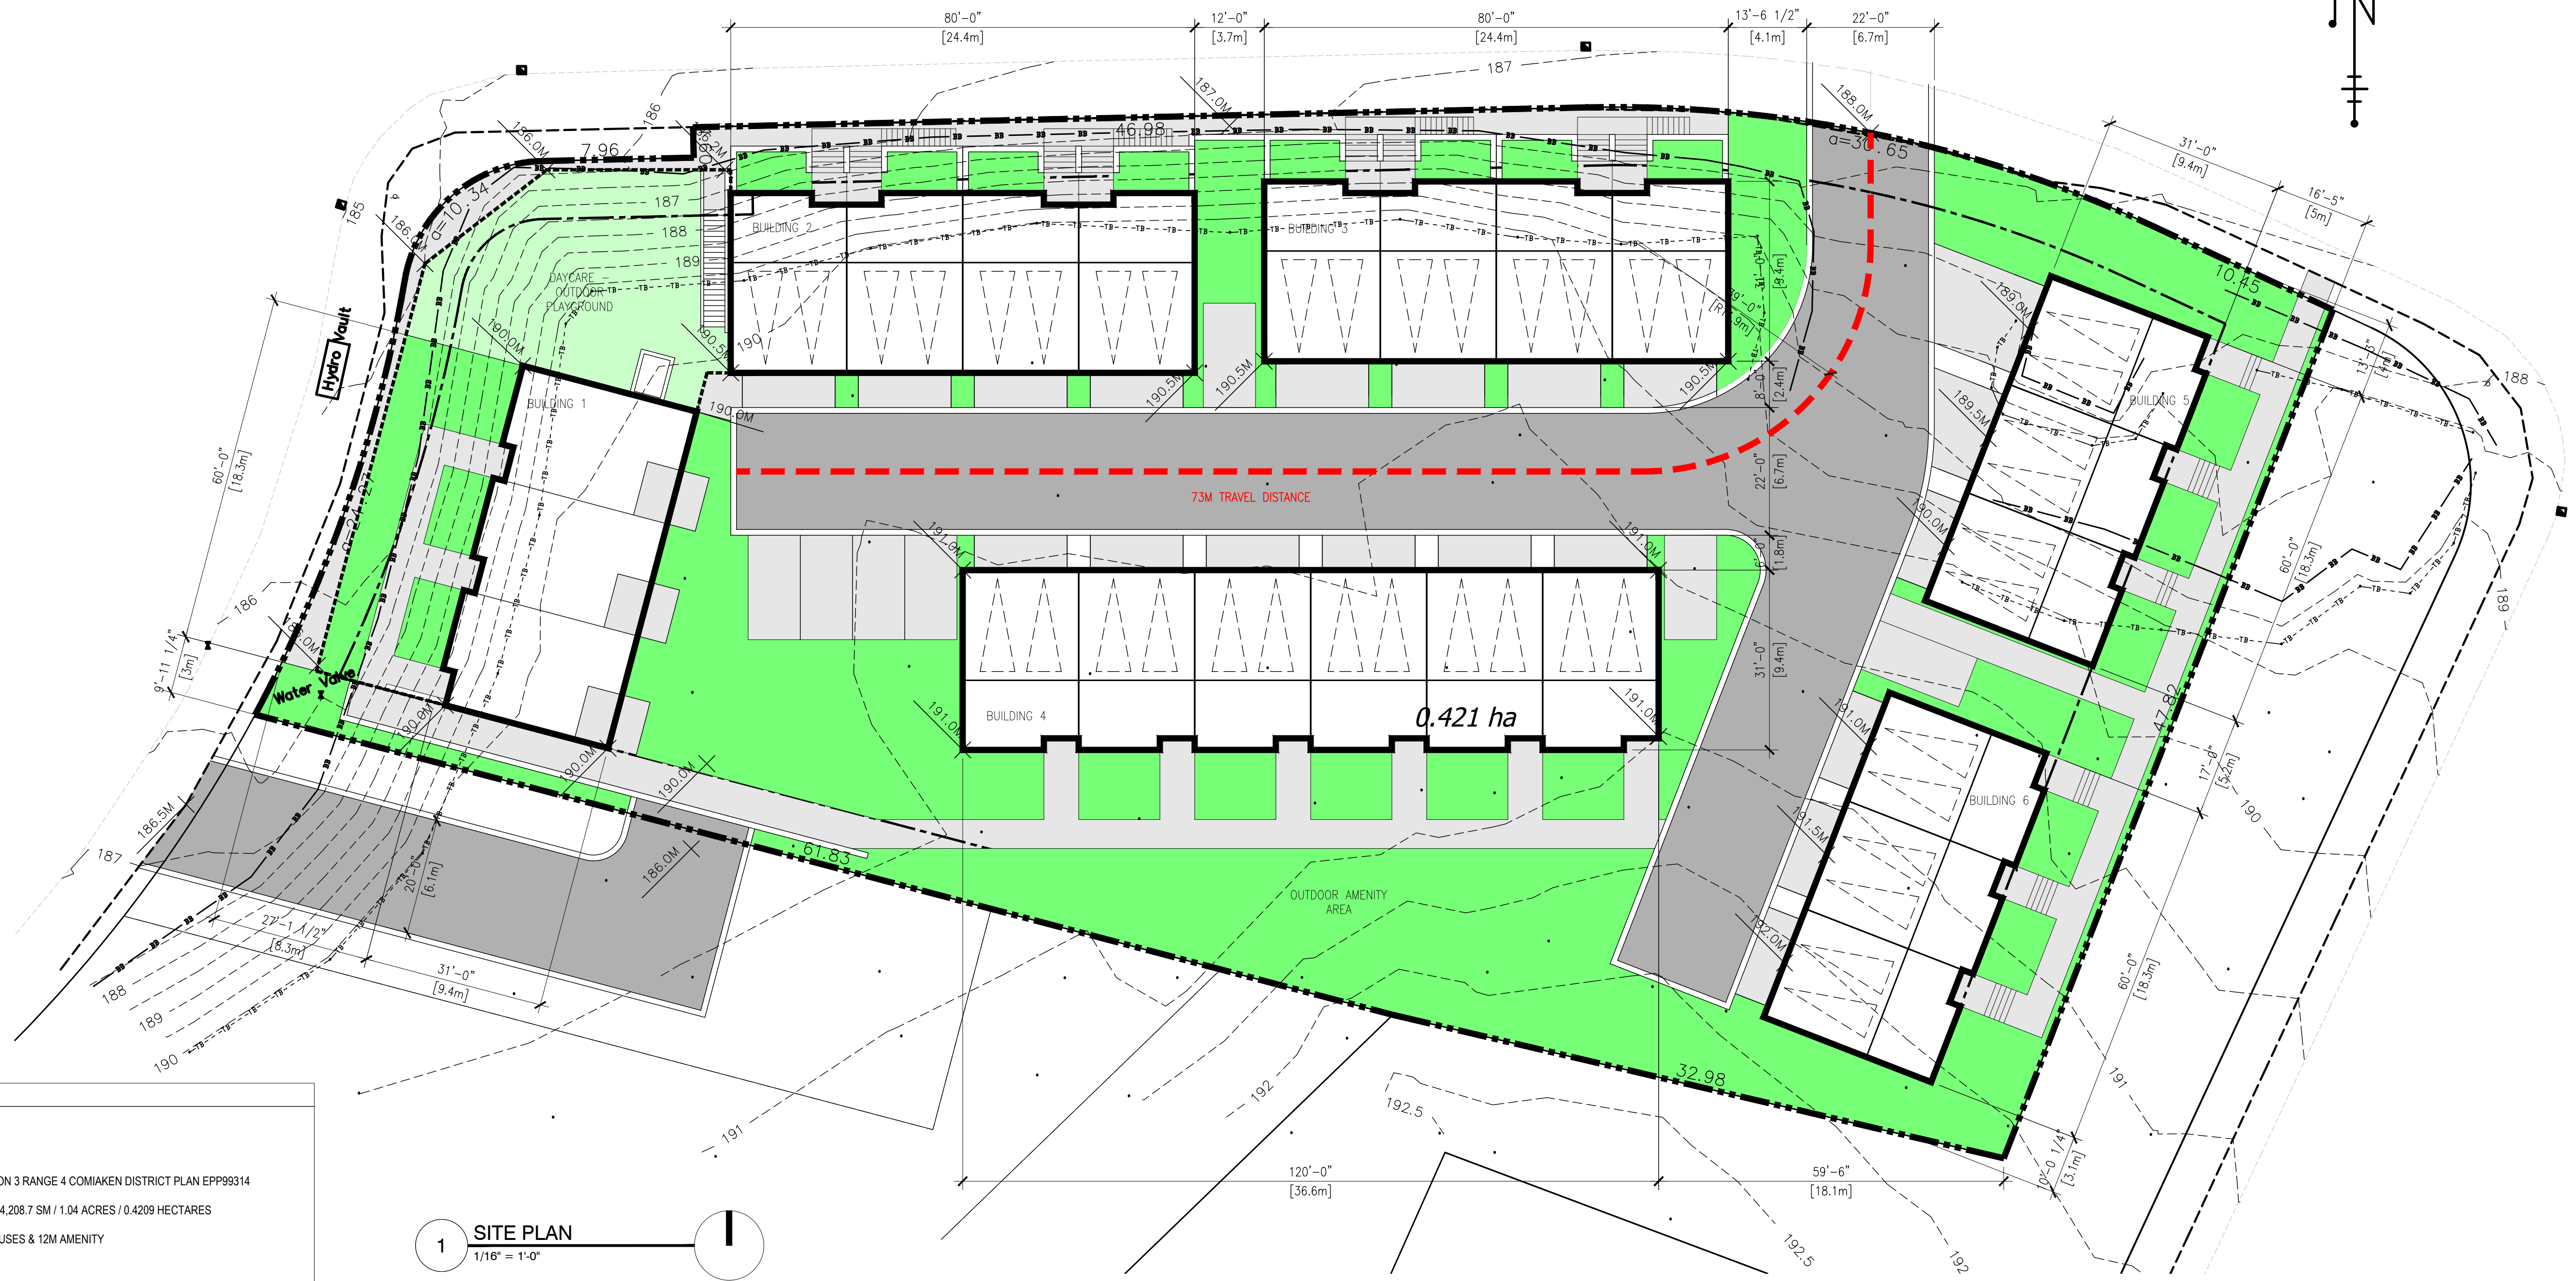 80'-0"
[24.4m]
12'-0"
[3.7m]
80'-0"
[24.4m]
13'-6 1/2"
[4.1m]
22'-0"
[6.7m]
N
187
186
187.0M
188.0M
186.0M
186.2M
46.98
7.96
a=30.65
31'-0"
[9.4m]
16'-5"
[5m]
185
a=10.34
187
188
189
BUILDING 2
BUILDING 3
DAYCARE -
OUTDOOR
PLAYGROUND
31'-0"
[9.4m]
10.45
189.0M
Hydro Vault
190.0M
190.5M
190
190.5M
190.5M
190.5M
8'-0"
[2.4m]
188
BUILDING 1
190.0M
BUILDING 5
189.5M
60'-0"
[18.3m]
22'-0"
[6.7m]
73M TRAVEL DISTANCE
190.0M
191.0M
191.0M
6'-0"
[1.8m]
60'-0"
[18.3m]
189
186
9'-11 1/4"
[3m]
186.0M
Water Valve
190.0M
31'-0"
[9.4m]
BUILDING 4
191.0M
191.0M
0.421 ha
191.0M
47.82
17'-0"
[5.2m]
190
BUILDING 6
191.5M
190.0M
190.0M
186.5M
187
61.83
186.0M
20'-0"
[6.1m]
OUTDOOR AMENITY
AREA
192.0M
27'-1 1/2"
[8.3m]
31'-0"
[9.4m]
188
189
190
60'-0"
[18.3m]
32.98
191
192
192.5
191
10'-0 1/4"
[3.1m]
120'-0"
[36.6m]
59'-6"
[18.1m]
192.5
192
ON 3 RANGE 4 COMIAKEN DISTRICT PLAN EPP99314
4,208.7 SM / 1.04 ACRES / 0.4209 HECTARES
USES & 12M AMENITY
1
SITE PLAN
1/16" = 1'-0"